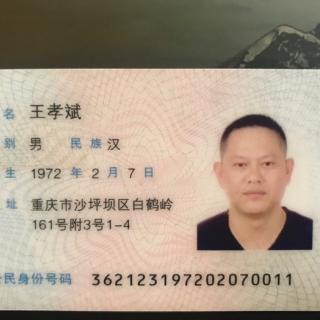 名 王孝斌
别 男 民族 汉
生 1972 年 2 月 7 日
址 重庆市沙坪坝区白鹤岭
161号附3号1-4
民身份号码 362123197202070011